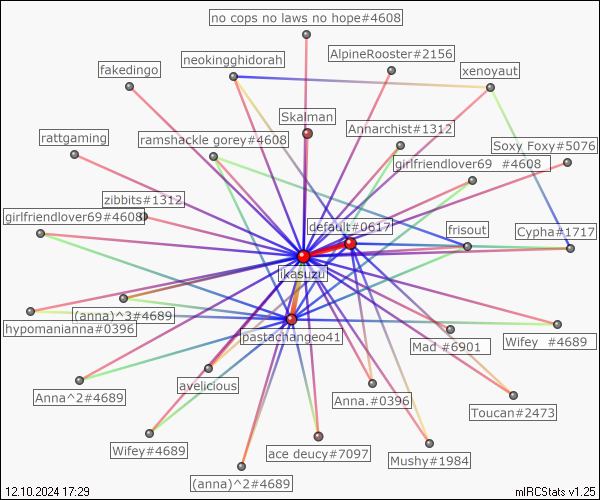 no cops no laws no hope#4608
AlpineRooster#2156
neokingghidorah
fakedingo
xenoyaut
Skalman
Annarchist#1312
ramshackle gorey#4608
rattgaming
Soxy Foxy#5076
girlfriendlover69 #4608
zibbits#1312
girlfriendlover69#4608
default#0617
frisout
Cypha#1717
ikasuzu
(anna)^3#4689
hypomanianna#0396
pastachangeo41
Mad #6901
Wifey #4689
avelicious
Anna^2#4689
Anna.#0396
Toucan#2473
Wifey#4689
ace deucy#7097
Mushy#1984
(anna)^2#4689
12.10.2024 17:29
mIRCStats v1.25